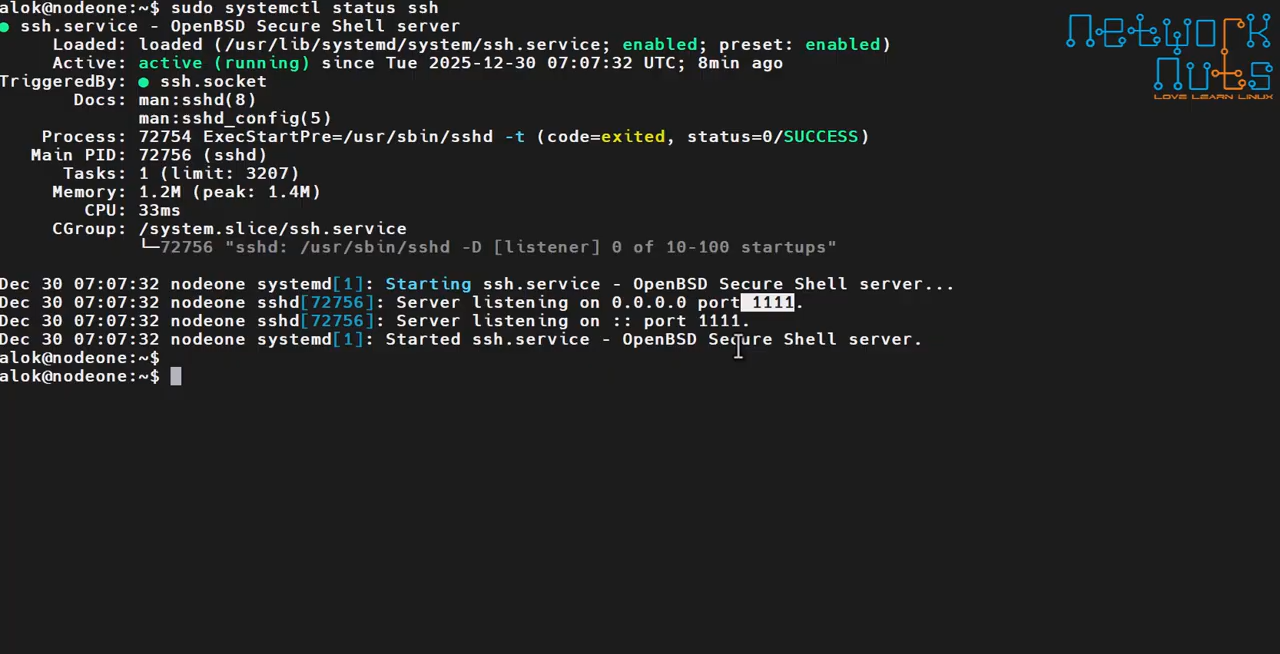 alok@nodeone:~$ sudo systemctl status ssh
● ssh.service - OpenBSD Secure Shell server
     Loaded: loaded (/usr/lib/systemd/system/ssh.service; enabled; preset: enabled)
     Active: active (running) since Tue 2025-12-30 07:07:32 UTC; 8min ago
TriggeredBy: ● ssh.socket
       Docs: man:sshd(8)
             man:sshd_config(5)
    Process: 72754 ExecStartPre=/usr/sbin/sshd -t (code=exited, status=0/SUCCESS)
   Main PID: 72756 (sshd)
      Tasks: 1 (limit: 3207)
     Memory: 1.2M (peak: 1.4M)
        CPU: 33ms
     CGroup: /system.slice/ssh.service
             └─72756 "sshd: /usr/sbin/sshd -D [listener] 0 of 10-100 startups"
Dec 30 07:07:32 nodeone systemd[1]: Starting ssh.service - OpenBSD Secure Shell server...
Dec 30 07:07:32 nodeone sshd[72756]: Server listening on 0.0.0.0 port 1111.
Dec 30 07:07:32 nodeone sshd[72756]: Server listening on :: port 1111.
Dec 30 07:07:32 nodeone systemd[1]: Started ssh.service - OpenBSD Secure Shell server.
alok@nodeone:~$
alok@nodeone:~$
network
nuts
LOVE LEARN LINUX